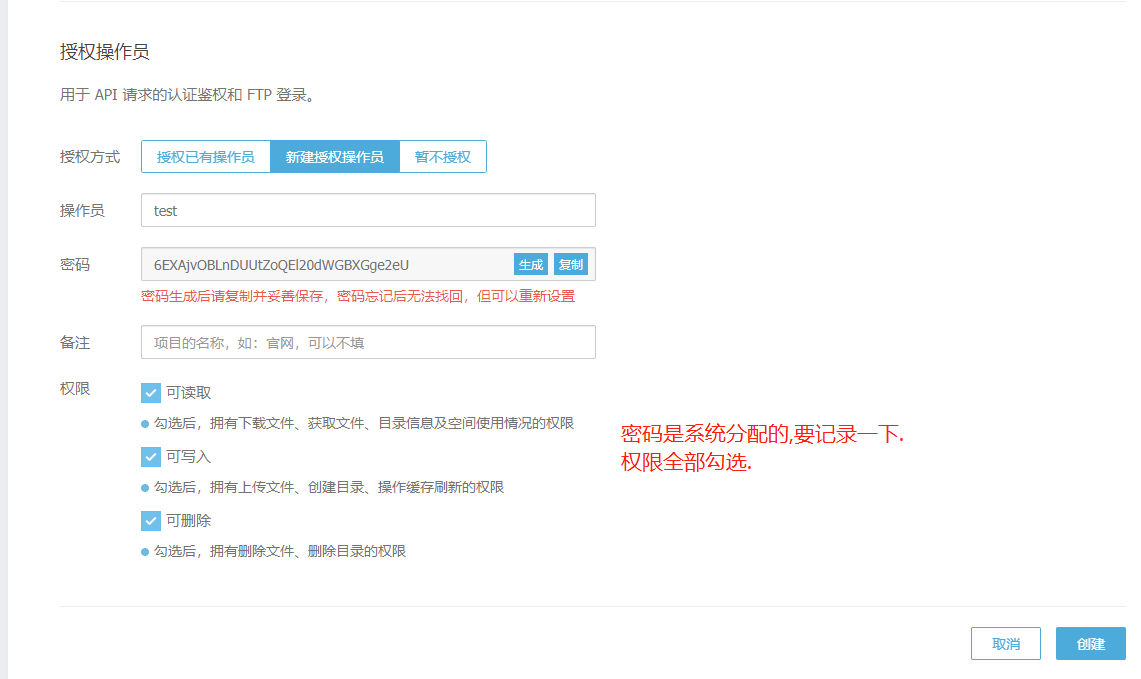 授权操作员
用于 API 请求的认证鉴权和 FTP 登录。
授权方式 授权已有操作员 新建授权操作员 暂不授权
操作员 test
密码 6EXAjvOBLnDUUtZoQEl20dWGBXGge2eU 生成 复制
密码生成后请复制并妥善保存，密码忘记后无法找回，但可以重新设置
备注 项目的名称，如：官网，可以不填
权限 可读取
勾选后，拥有下载文件、获取文件、目录信息及空间使用情况的权限
可写入
勾选后，拥有上传文件、创建目录、操作缓存刷新的权限
可删除
勾选后，拥有删除文件、删除目录的权限
密码是系统分配的,要记录一下.
权限全部勾选.
取消 创建